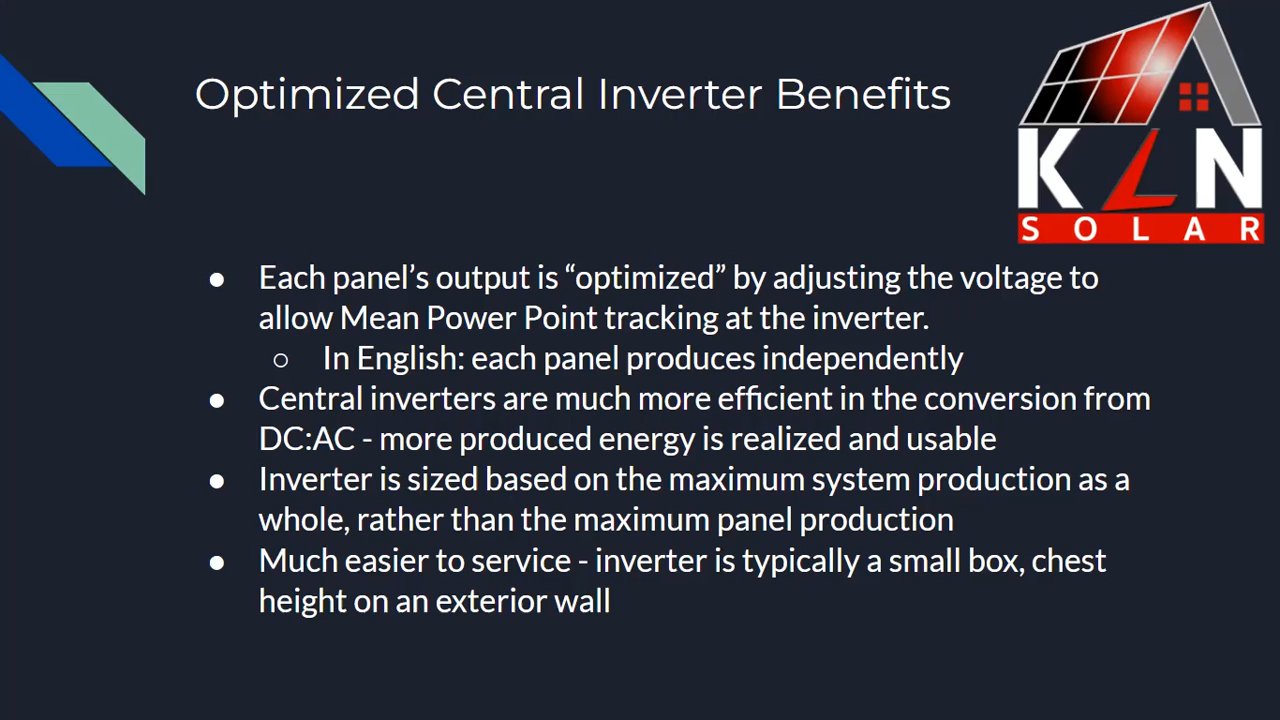 Optimized Central Inverter Benefits
KLN
SOLAR
● Each panel’s output is “optimized” by adjusting the voltage to
allow Mean Power Point tracking at the inverter.
○ In English: each panel produces independently
● Central inverters are much more efficient in the conversion from
DC:AC - more produced energy is realized and usable
● Inverter is sized based on the maximum system production as a
whole, rather than the maximum panel production
● Much easier to service - inverter is typically a small box, chest
height on an exterior wall